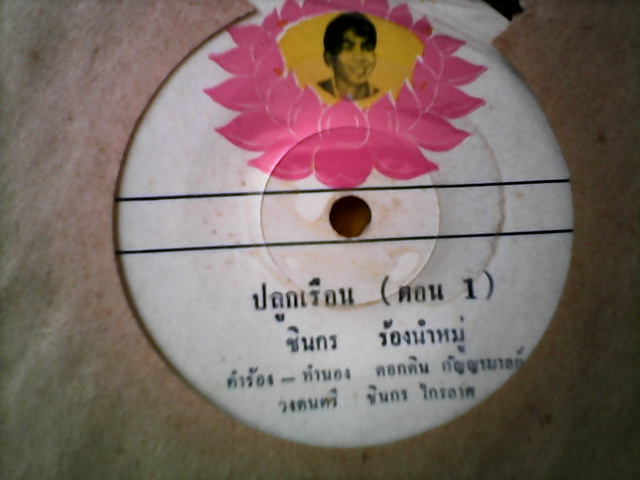 ปลูกเรือน (ตอน 1)
ชินกร ร้องนำหมู่
คำร้อง - ทำนอง ดอกดิน กัญญามาลย์
วงดนตรี ชินกร ไกรลาศ